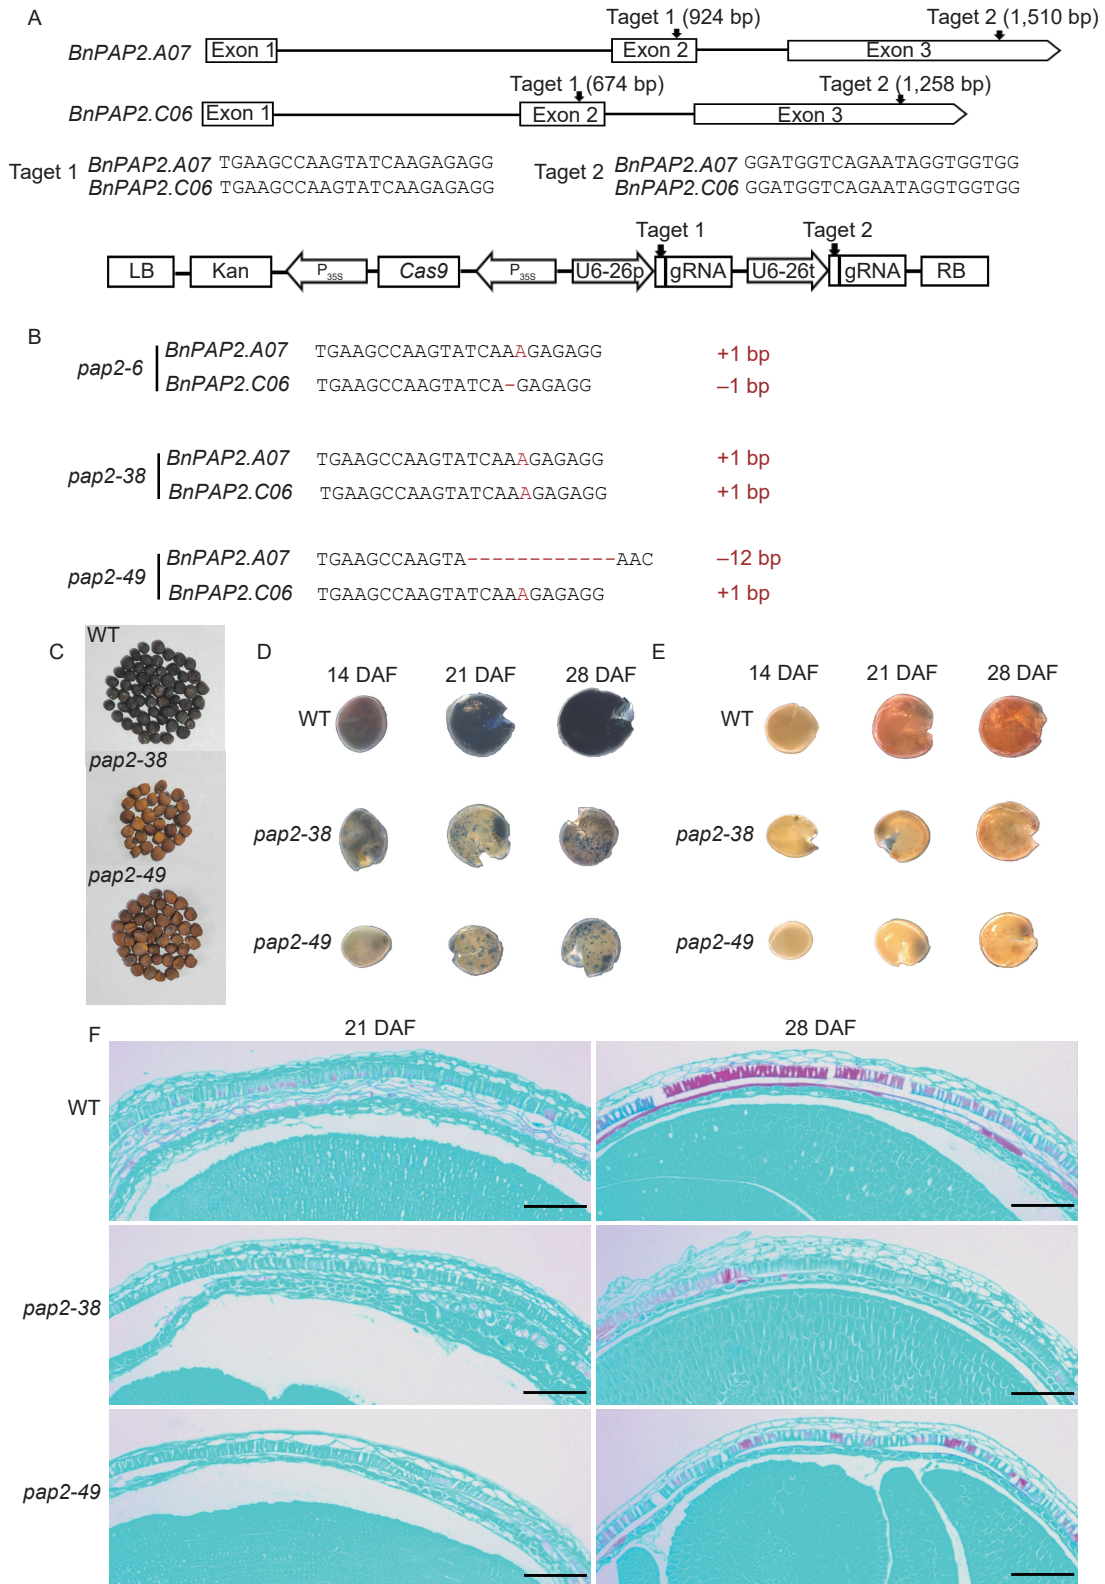 A
Taget 1 (924 bp)
Taget 2 (1,510 bp)
BnPAP2.A07
Exon 1
Exon 2
Exon 3
Taget 1 (674 bp)
Taget 2 (1,258 bp)
BnPAP2.C06
Exon 1
Exon 2
Exon 3
Taget 1
BnPAP2.A07 TGAAGCCAAGTATCAAGAGAGG
BnPAP2.C06 TGAAGCCAAGTATCAAGAGAGG
Taget 2
BnPAP2.A07 GGATGGTCAGAATAGGTGGTGG
BnPAP2.C06 GGATGGTCAGAATAGGTGGTGG
Taget 1
Taget 2
LB
Kan
P35S
Cas9
P35S
U6-26p
gRNA
U6-26t
gRNA
RB
B
pap2-6
BnPAP2.A07 TGAAGCCAAGTATCAAAGAGAGG +1 bp
BnPAP2.C06 TGAAGCCAAGTATCA-GAGAGG –1 bp
pap2-38
BnPAP2.A07 TGAAGCCAAGTATCAAAGAGAGG +1 bp
BnPAP2.C06 TGAAGCCAAGTATCAAAGAGAGG +1 bp
pap2-49
BnPAP2.A07 TGAAGCCAAGTA------------AAC –12 bp
BnPAP2.C06 TGAAGCCAAGTATCAAAGAGAGG +1 bp
C
WT
pap2-38
pap2-49
D
14 DAF
21 DAF
28 DAF
WT
pap2-38
pap2-49
E
14 DAF
21 DAF
28 DAF
WT
pap2-38
pap2-49
F
21 DAF
28 DAF
WT
pap2-38
pap2-49